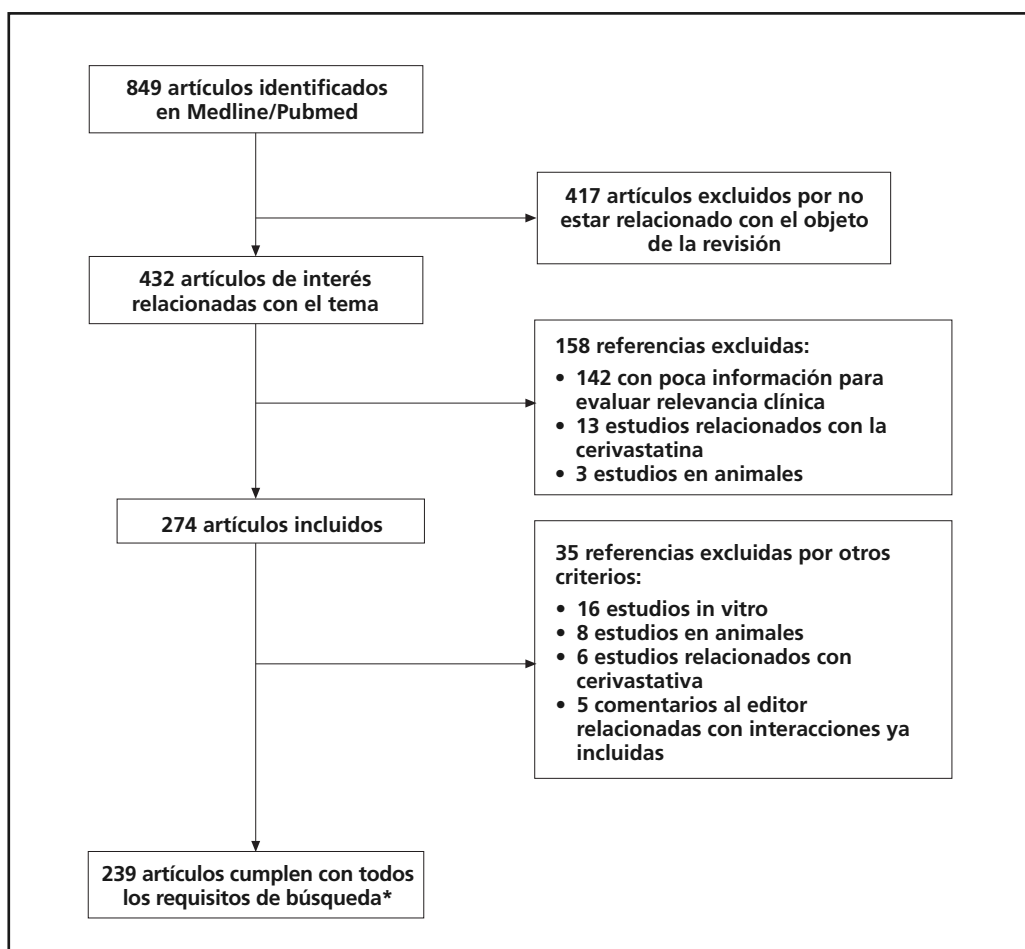 849 artículos identificados
en Medline/Pubmed
417 artículos excluidos por no
estar relacionado con el objeto
de la revisión
432 artículos de interés
relacionadas con el tema
158 referencias excluidas:
• 142 con poca información para
evaluar relevancia clínica
• 13 estudios relacionados con la
cerivastatina
• 3 estudios en animales
274 artículos incluidos
35 referencias excluidas por otros
criterios:
• 16 estudios in vitro
• 8 estudios en animales
• 6 estudios relacionados con
cerivastativa
• 5 comentarios al editor
relacionadas con interacciones ya
incluidas
239 artículos cumplen con todos
los requisitos de búsqueda*